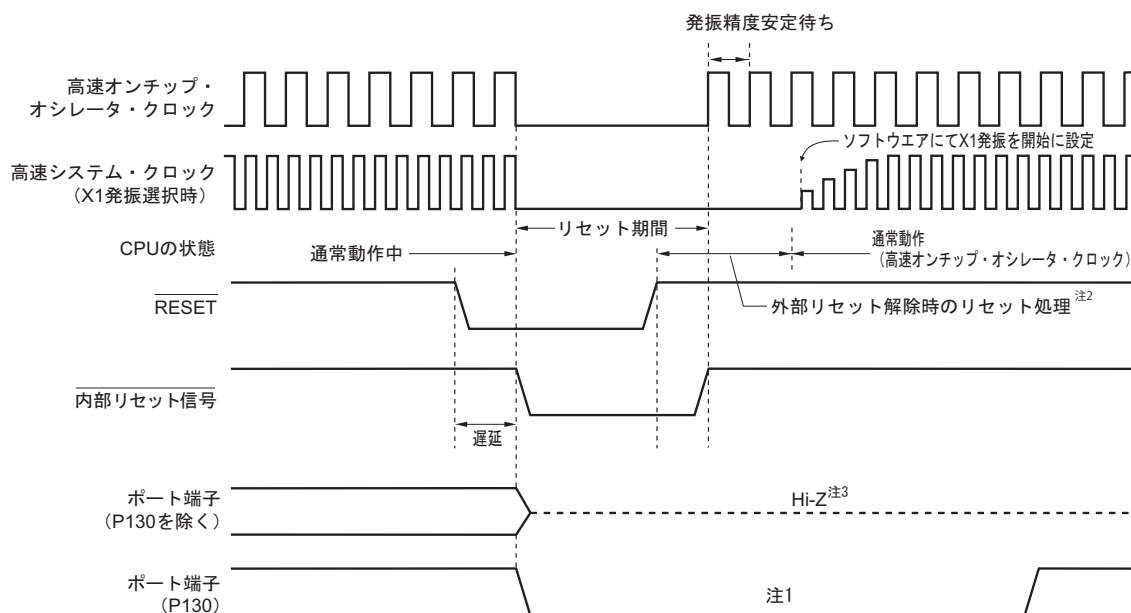 発振精度安定待ち
高速オンチップ・
オシレータ・クロック
ソフトウエアにてX1発振を開始に設定
高速システム・クロック
(X1発振選択時)
リセット期間
CPUの状態
通常動作中
通常動作
(高速オンチップ・オシレータ・クロック)
RESET
外部リセット解除時のリセット処理 注2
内部リセット信号
遅延
ポート端子
(P130を除く)
Hi-Z注3
ポート端子
(P130)
注1